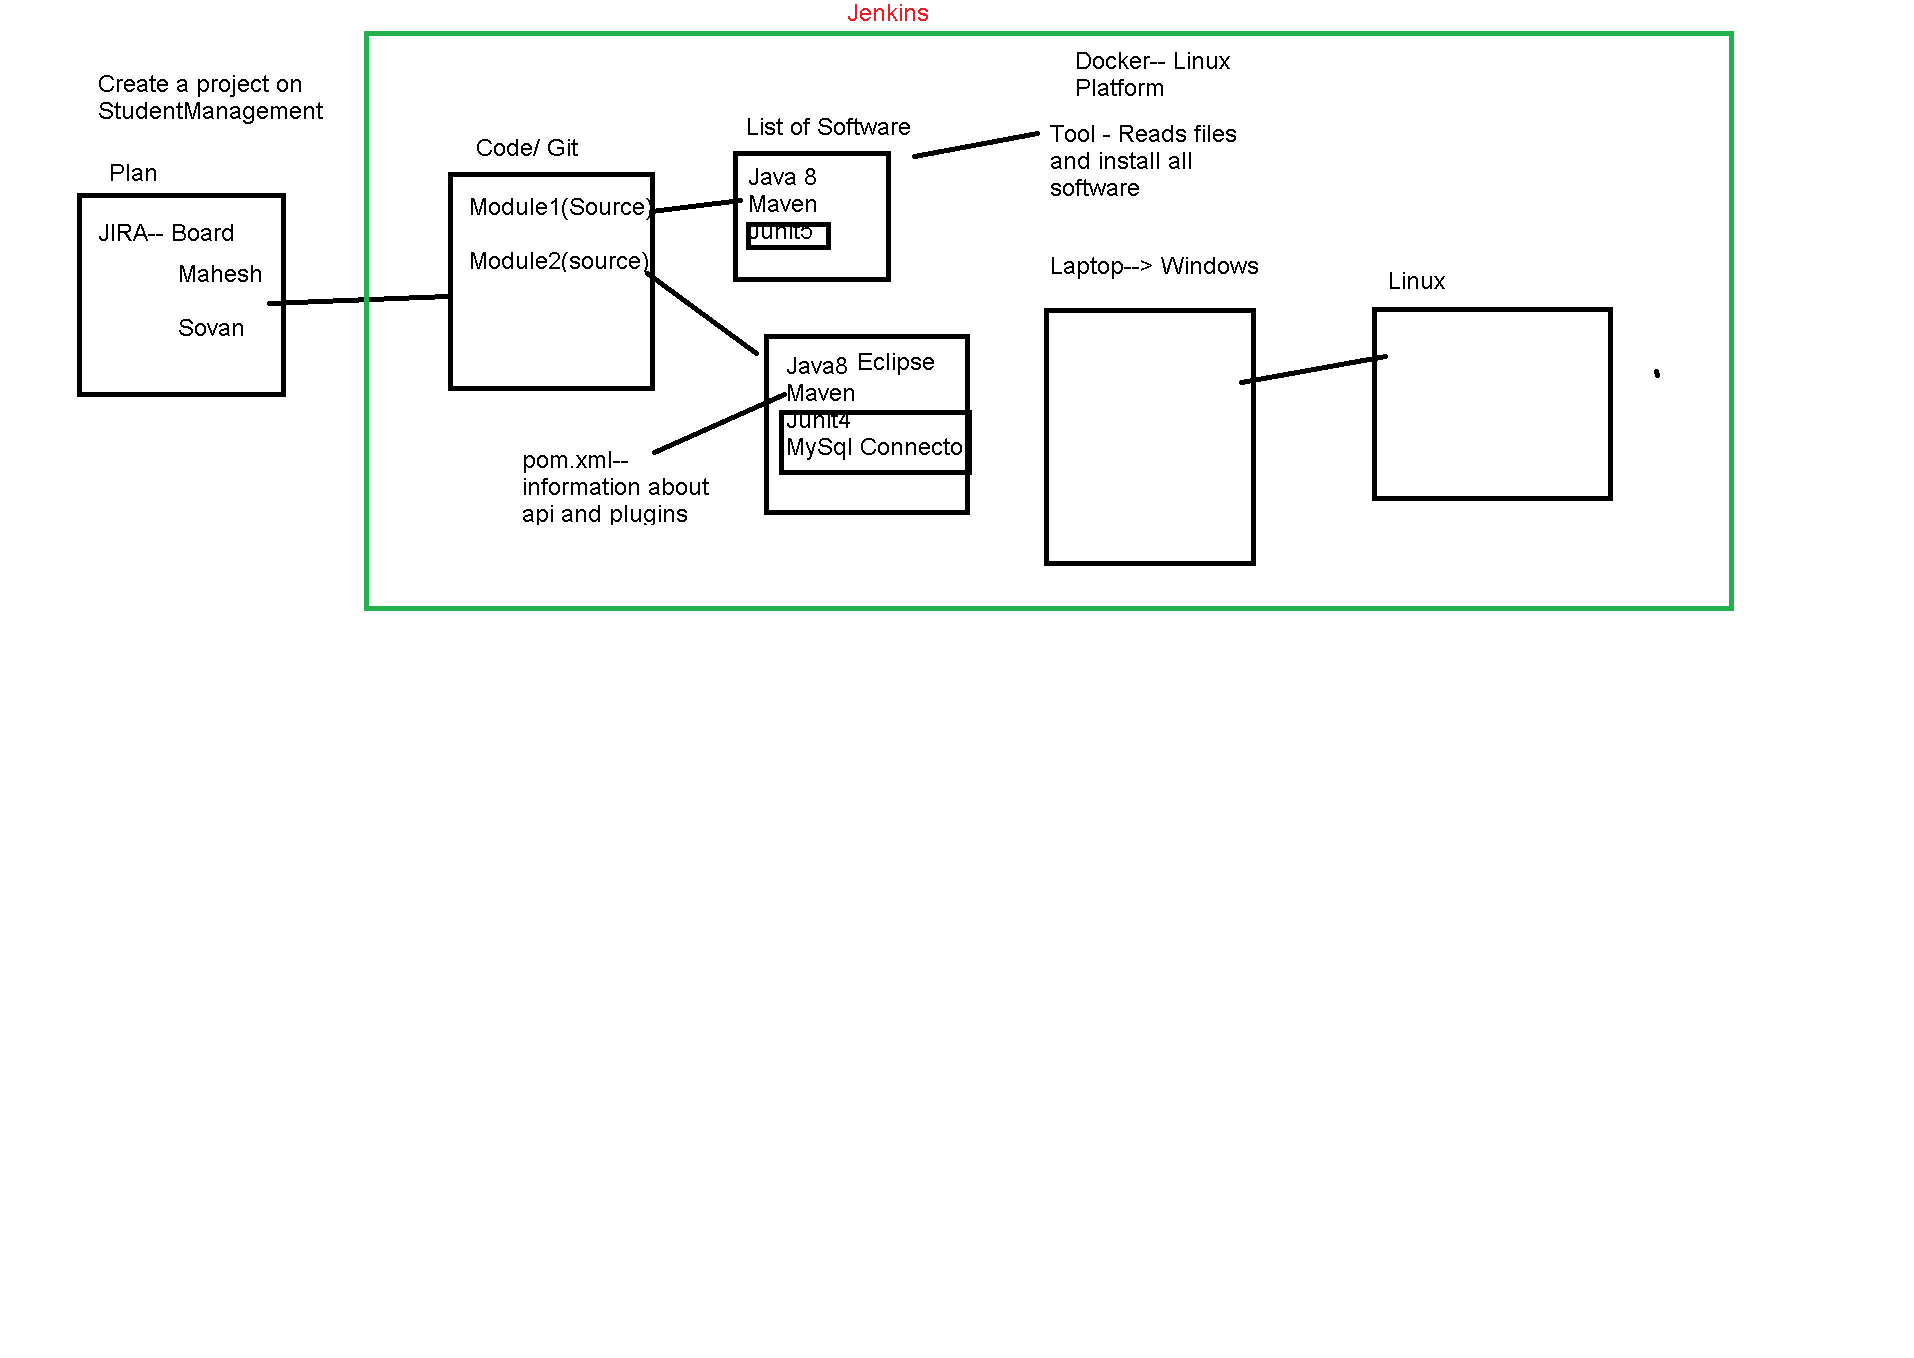 Jenkins
Create a project on
StudentManagement
Plan
JIRA-- Board
Mahesh
Sovan
Code/ Git
Module1(Source)
Module2(source)
List of Software
Java 8
Maven
Junit5
Docker-- Linux
Platform
Tool - Reads files
and install all
software
Java8 Eclipse
Maven
Junit4
MySql Connecto
pom.xml--
information about
api and plugins
Laptop--> Windows
Linux